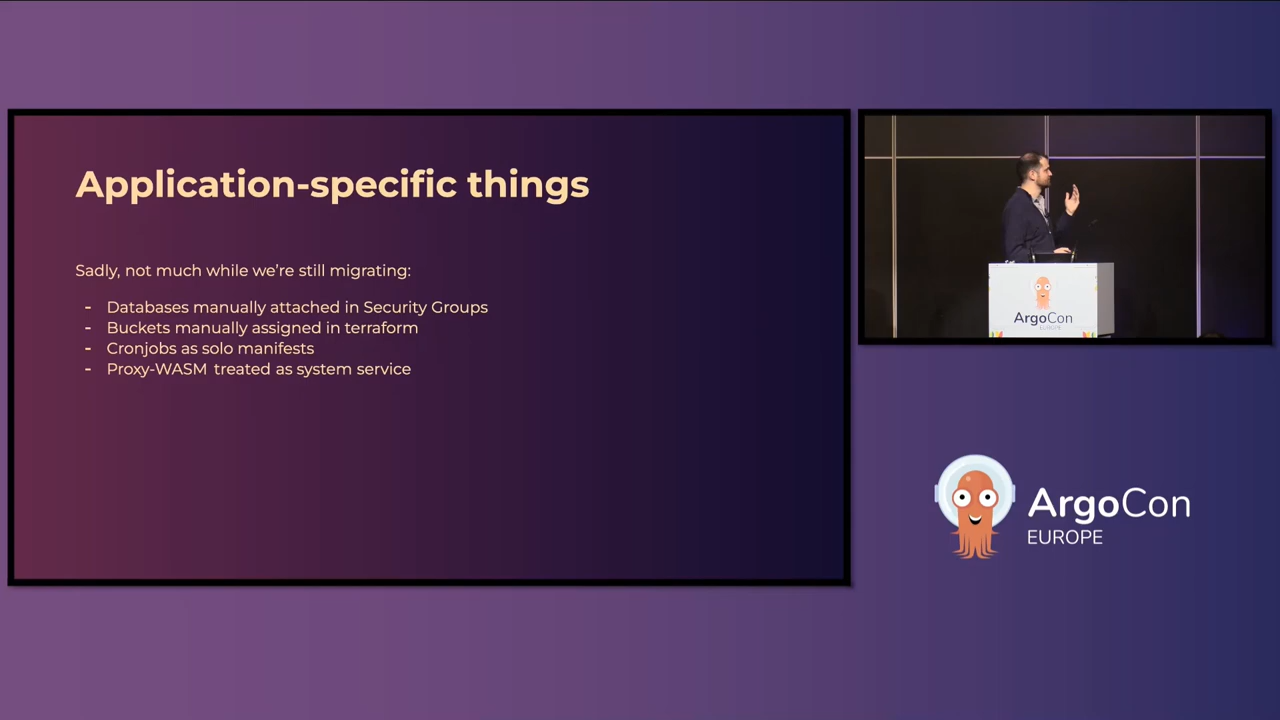 Application-specific things
Sadly, not much while we're still migrating:
- Databases manually attached in Security Groups
- Buckets manually assigned in terraform
- Cronjobs as solo manifests
- Proxy-WASM treated as system service
ArgoCon
EUROPE
ArgoCon
EUROPE